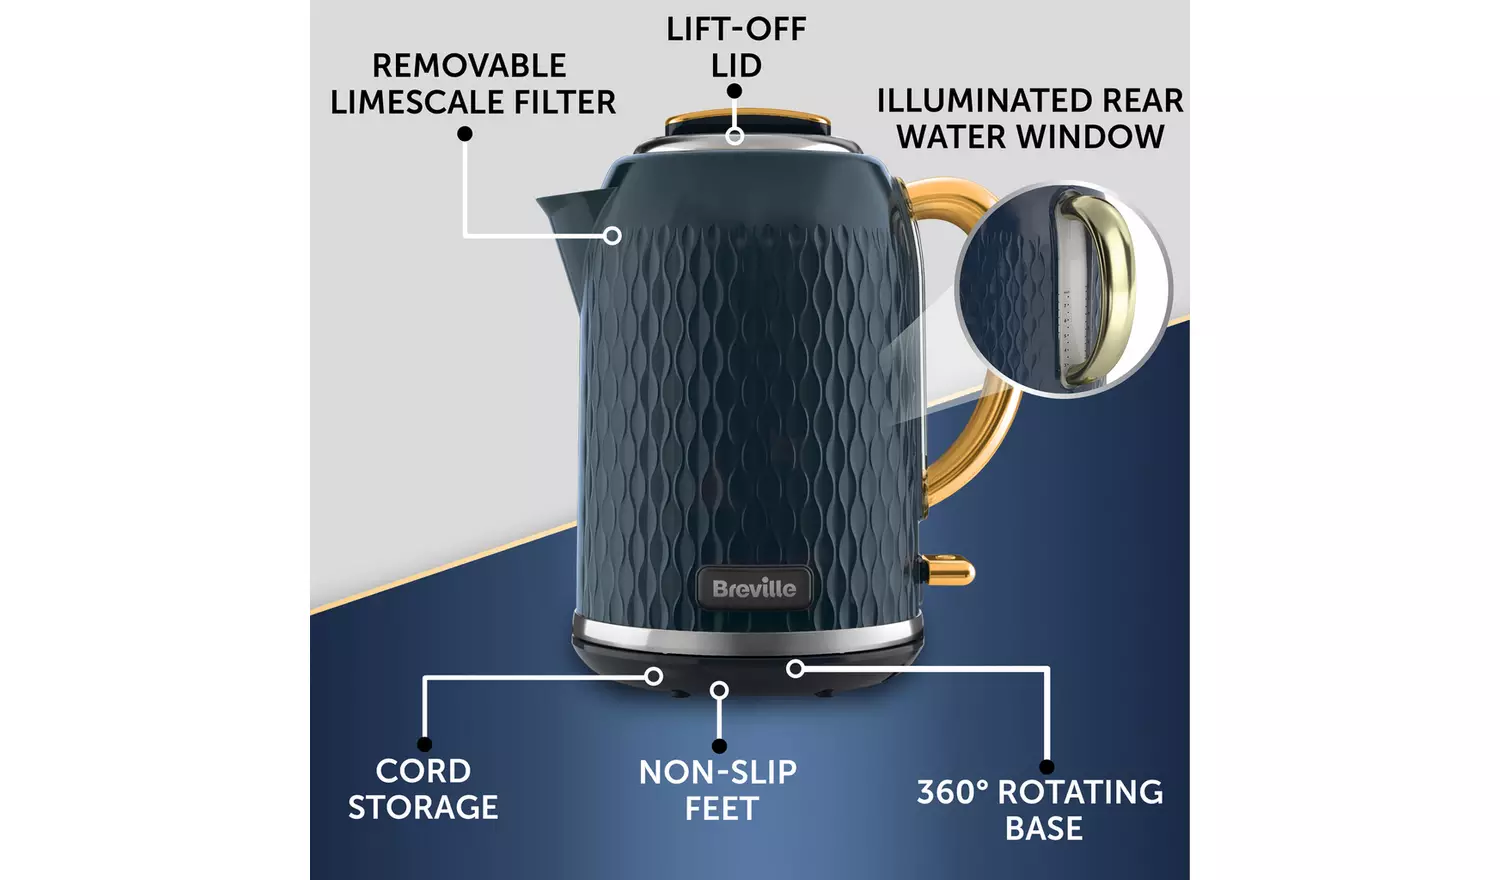 LIFT-OFF
LID
REMOVABLE
LIMESCALE FILTER
ILLUMINATED REAR
WATER WINDOW
Breville
CORD
STORAGE
NON-SLIP
FEET
360° ROTATING
BASE